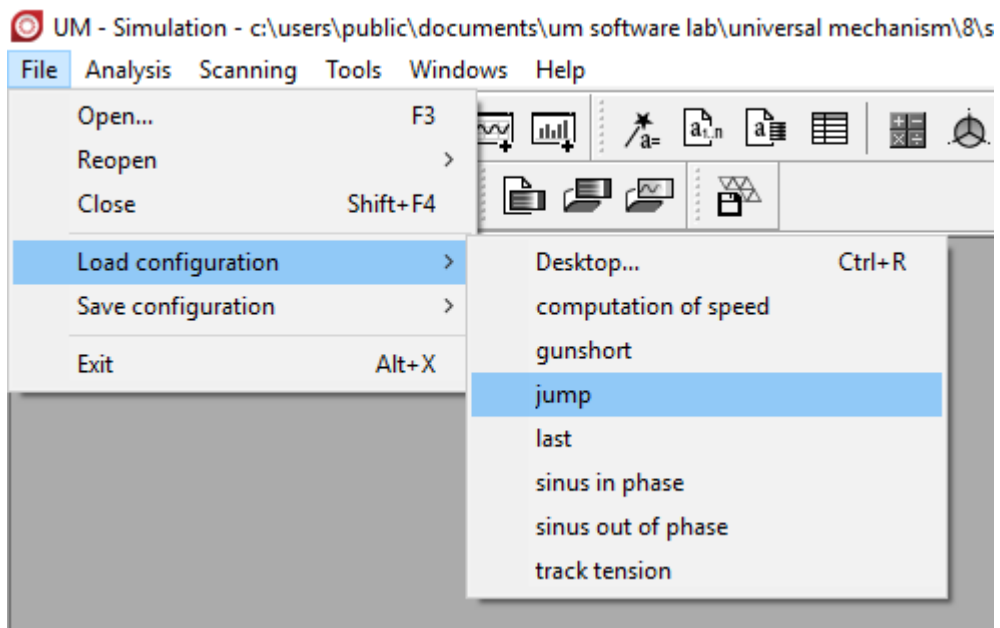 UM - Simulation - c:\users\public\documents\um software lab\universal mechanism\8\s
File Analysis Scanning Tools Windows Help
Open... F3
Reopen >
Close Shift+F4
Load configuration >
Save configuration >
Exit Alt+X
a=
a1..n
a
Desktop... Ctrl+R
computation of speed
gunshort
jump
last
sinus in phase
sinus out of phase
track tension